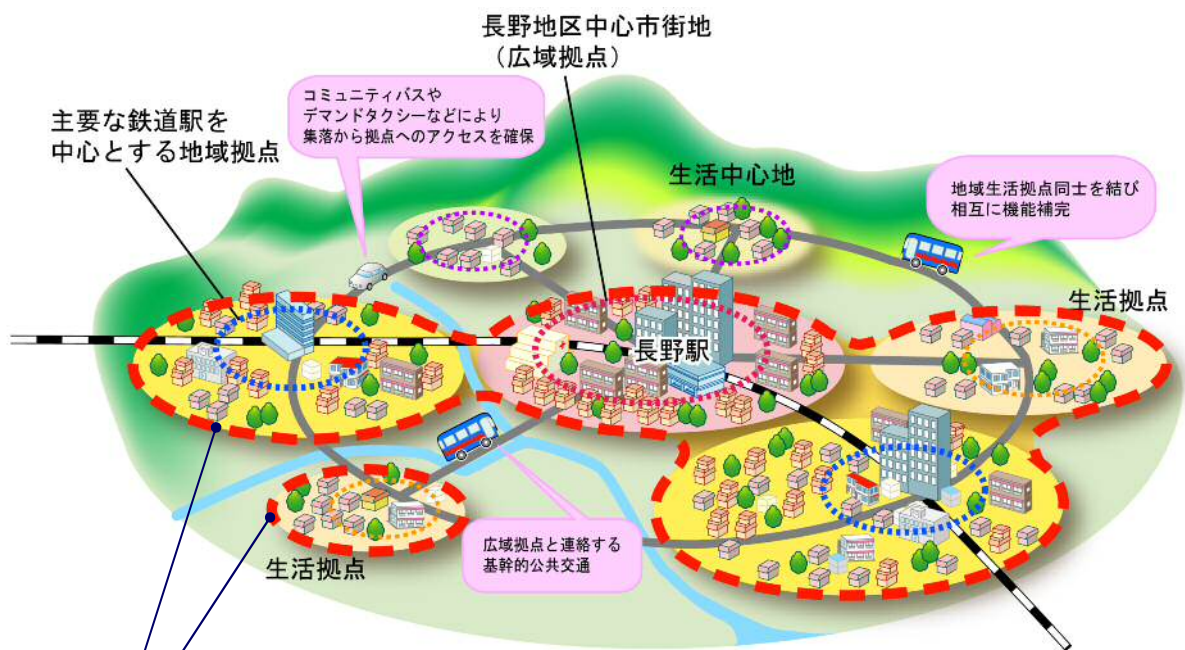 長野地区中心市街地
（広域拠点）
コミュニティバスや
デマンドタクシーなどにより
集落から拠点へのアクセスを確保
主要な鉄道駅を
中心とする地域拠点
生活中心地
地域生活拠点同士を結び
相互に機能補完
生活拠点
長野駅
広域拠点と連絡する
基幹的公共交通
生活拠点